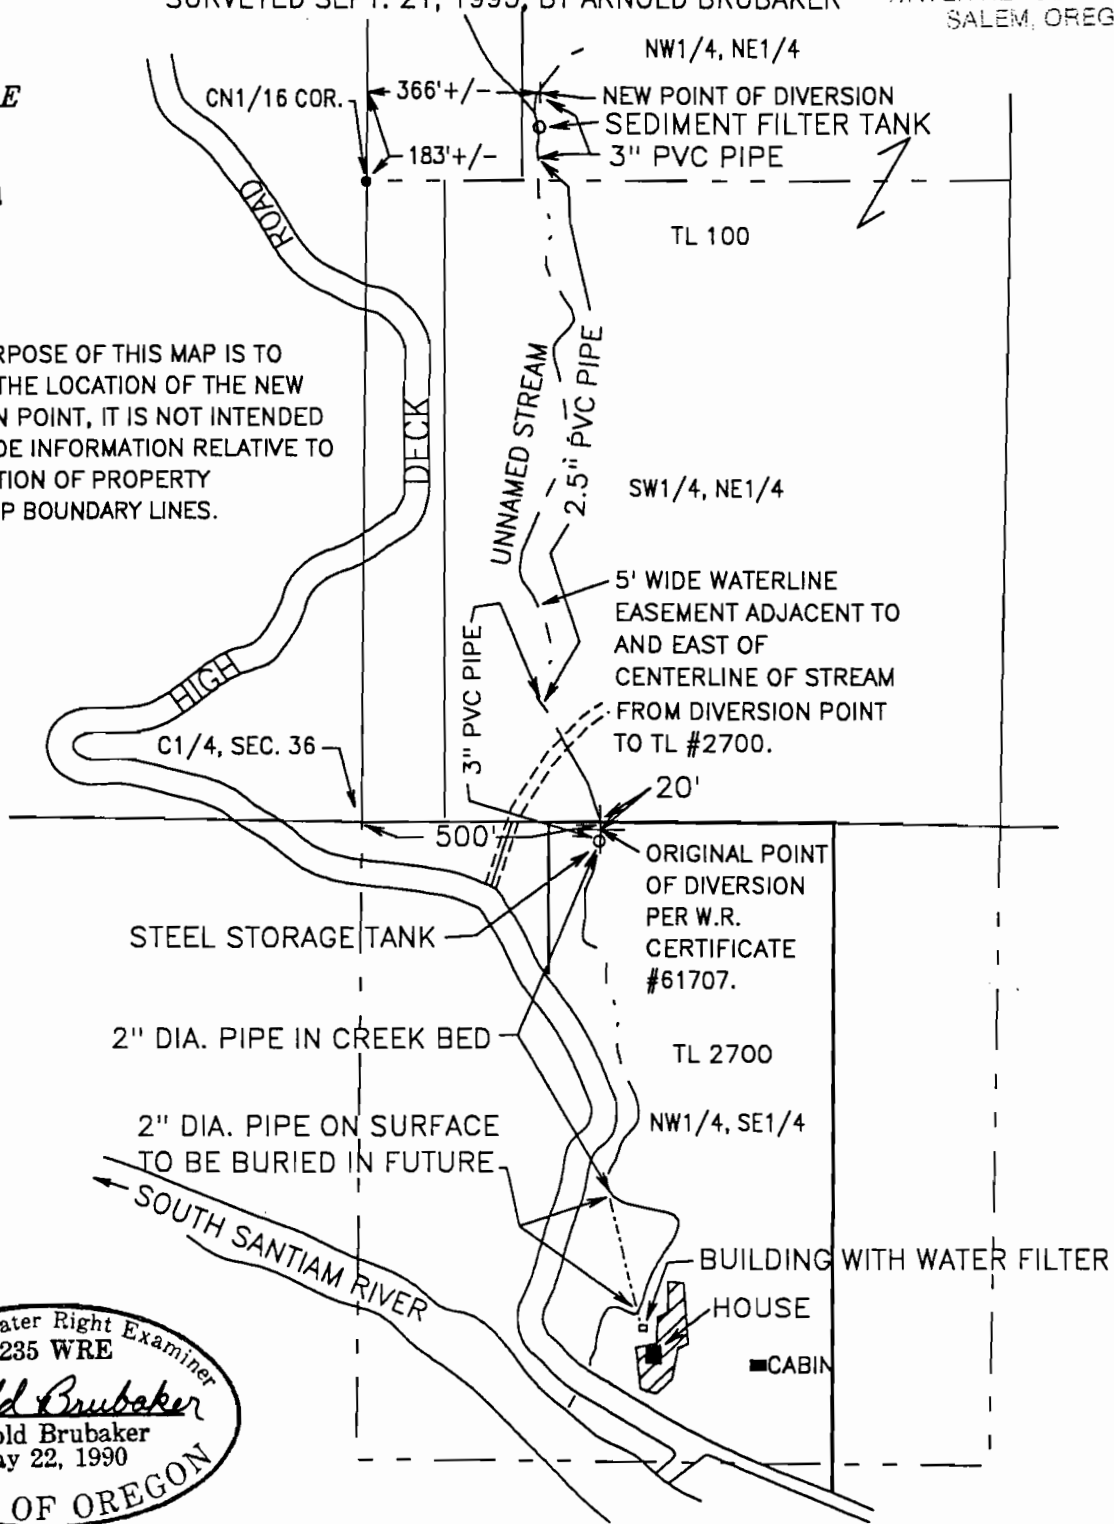 SURVEYED SEPT. 21, 1995, BY ARNOLD BRUBAKER
SALEM, OREG
NW1/4, NE1/4
E
CN1/16 COR.
366'+/-
NEW POINT OF DIVERSION
SEDIMENT FILTER TANK
183'+/-
3" PVC PIPE
ROAD
TL 100
RPOSE OF THIS MAP IS TO
THE LOCATION OF THE NEW
N POINT, IT IS NOT INTENDED
DE INFORMATION RELATIVE TO
TION OF PROPERTY
P BOUNDARY LINES.
DECK
UNNAMED STREAM
2.5" PVC PIPE
SW1/4, NE1/4
5' WIDE WATERLINE
EASEMENT ADJACENT TO
AND EAST OF
CENTERLINE OF STREAM
FROM DIVERSION POINT
TO TL #2700.
3" PVC PIPE
HIGH
C1/4, SEC. 36
20'
500'
ORIGINAL POINT
OF DIVERSION
PER W.R.
CERTIFICATE
#61707.
STEEL STORAGE TANK
2" DIA. PIPE IN CREEK BED
TL 2700
2" DIA. PIPE ON SURFACE
TO BE BURIED IN FUTURE
NW1/4, SE1/4
SOUTH SANTIAM RIVER
BUILDING WITH WATER FILTER
HOUSE
CABIN
ater Right Examiner
235 WRE
ld Brubaker
old Brubaker
ay 22, 1990
OF OREGON